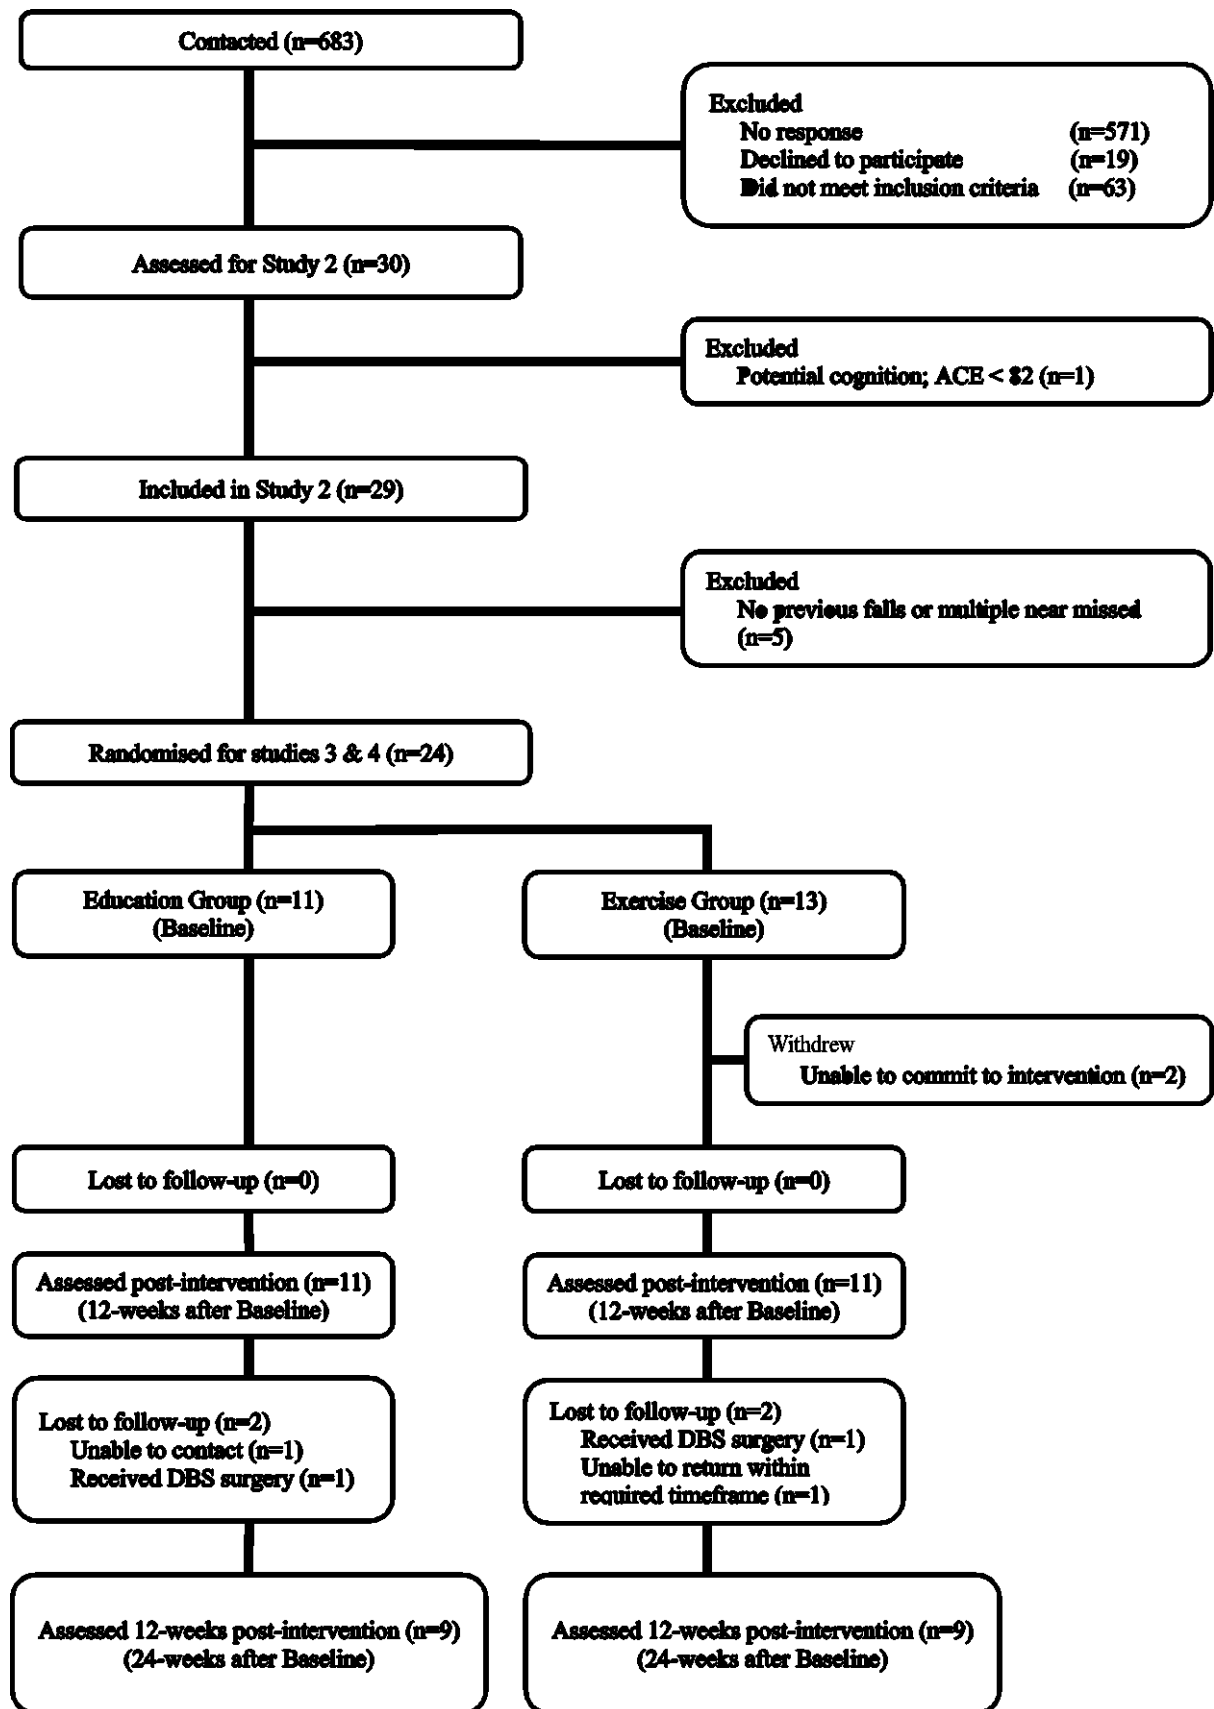 Contacted (n=683)
Excluded
No response (n=571)
Declined to participate (n=19)
Did not meet inclusion criteria (n=63)
Assessed for Study 2 (n=30)
Excluded
Potential cognition; ACE < 82 (n=1)
Included in Study 2 (n=29)
Excluded
No previous falls or multiple near missed
(n=5)
Randomised for studies 3 & 4 (n=24)
Education Group (n=11)
(Baseline)
Exercise Group (n=13)
(Baseline)
Withdrew
Unable to commit to intervention (n=2)
Lost to follow-up (n=0)
Lost to follow-up (n=0)
Assessed post-intervention (n=11)
(12-weeks after Baseline)
Assessed post-intervention (n=11)
(12-weeks after Baseline)
Lost to follow-up (n=2)
Unable to contact (n=1)
Received DBS surgery (n=1)
Lost to follow-up (n=2)
Received DBS surgery (n=1)
Unable to return within
required timeframe (n=1)
Assessed 12-weeks post-intervention (n=9)
(24-weeks after Baseline)
Assessed 12-weeks post-intervention (n=9)
(24-weeks after Baseline)